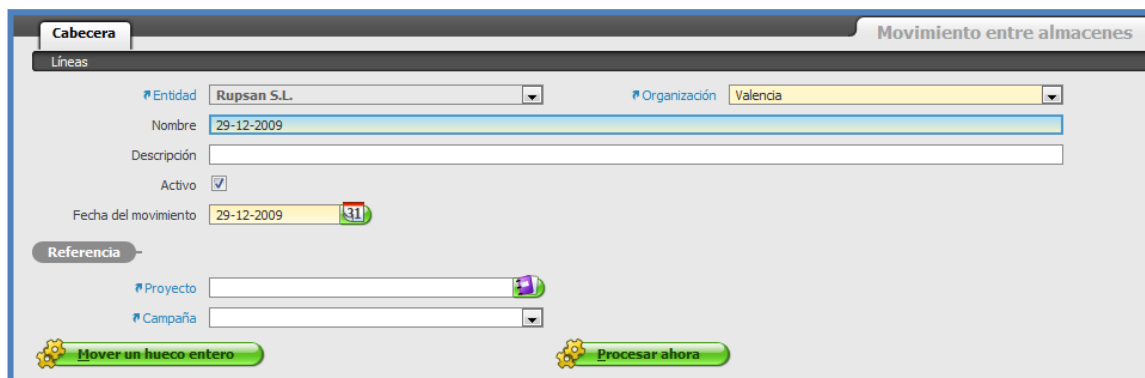 Cabecera Movimiento entre almacenes
Líneas
Entidad Rupsan S.L. Organización Valencia
Nombre 29-12-2009
Descripción
Activo
Fecha del movimiento 29-12-2009 31
Referencia
Proyecto
Campaña
Mover un hueco entero Procesar ahora